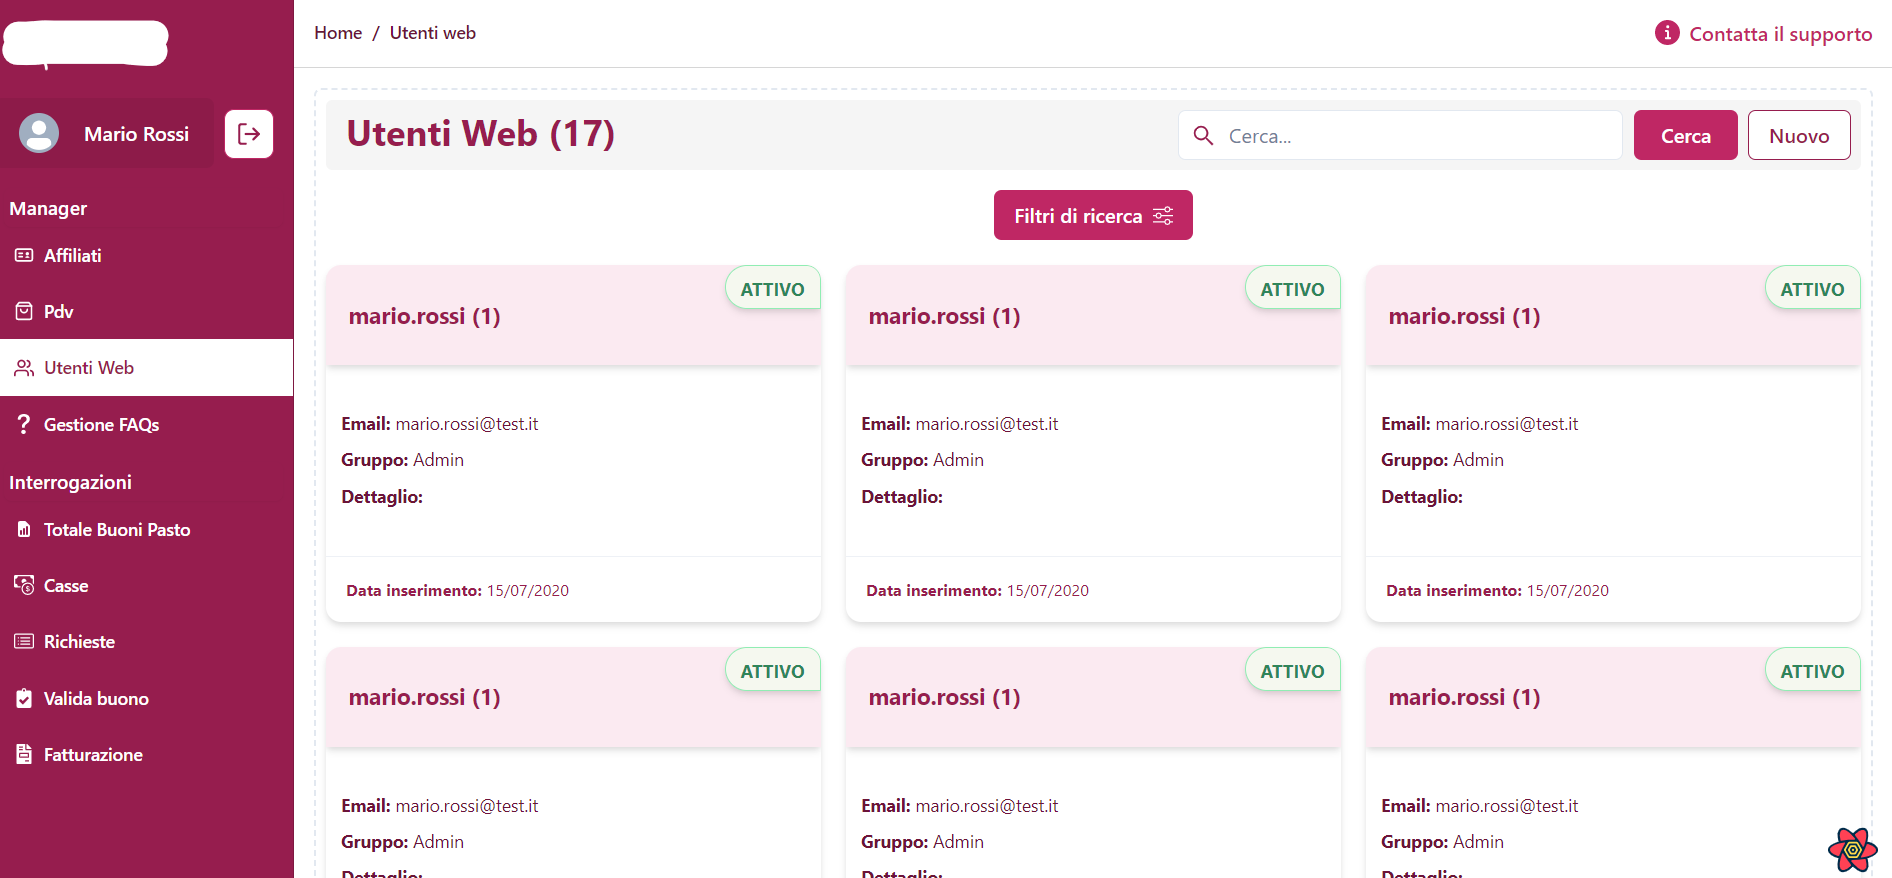 Home / Utenti web
Contatta il supporto
Mario Rossi
Manager
Affiliati
Pdv
Utenti Web
Gestione FAQs
Interrogazioni
Totale Buoni Pasto
Casse
Richieste
Valida buono
Fatturazione
Utenti Web (17)
Cerca...
Cerca
Nuovo
Filtri di ricerca
mario.rossi (1)
ATTIVO
Email: mario.rossi@test.it
Gruppo: Admin
Dettaglio:
Data inserimento: 15/07/2020
mario.rossi (1)
ATTIVO
Email: mario.rossi@test.it
Gruppo: Admin
Dettaglio:
Data inserimento: 15/07/2020
mario.rossi (1)
ATTIVO
Email: mario.rossi@test.it
Gruppo: Admin
Dettaglio:
Data inserimento: 15/07/2020
mario.rossi (1)
ATTIVO
Email: mario.rossi@test.it
Gruppo: Admin
Dettaglio:
mario.rossi (1)
ATTIVO
Email: mario.rossi@test.it
Gruppo: Admin
Dettaglio:
mario.rossi (1)
ATTIVO
Email: mario.rossi@test.it
Gruppo: Admin
Dettaglio: